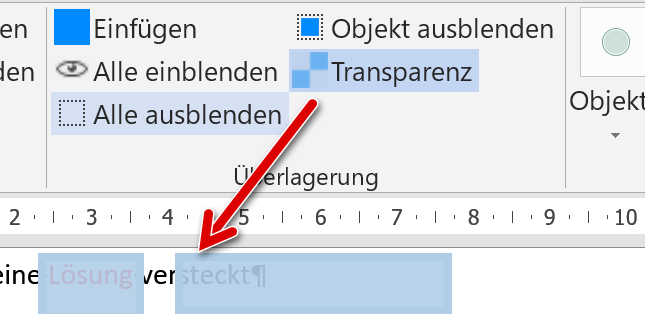 en Einfügen Objekt ausblenden
den Alle einblenden Transparenz
Alle ausblenden Objekt
Überlagerung
2 3 4 5 6 7 8 9 10
eine Lösung versteckt¶